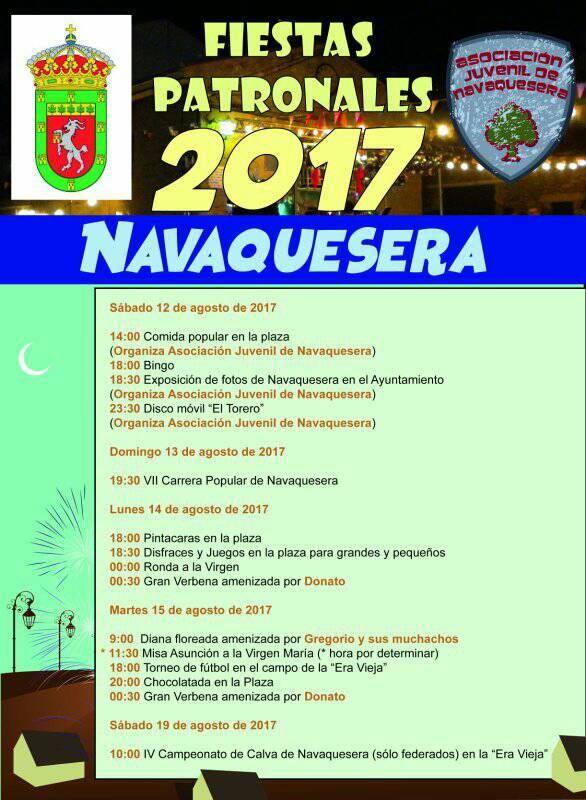 FIESTAS
PATRONALES
2017
ASOCIACIÓN
JUVENIL DE
NAVAQUESERA
NAVAQUESERA
Sábado 12 de agosto de 2017
14:00 Comida popular en la plaza
(Organiza Asociación Juvenil de Navaquesera)
18:00 Bingo
18:30 Exposición de fotos de Navaquesera en el Ayuntamiento
(Organiza Asociación Juvenil de Navaquesera)
23:30 Disco móvil “El Torero”
(Organiza Asociación Juvenil de Navaquesera)
Domingo 13 de agosto de 2017
19:30 VII Carrera Popular de Navaquesera
Lunes 14 de agosto de 2017
18:00 Pintacaras en la plaza
18:30 Disfraces y Juegos en la plaza para grandes y pequeños
00:00 Ronda a la Virgen
00:30 Gran Verbena amenizada por Donato
Martes 15 de agosto de 2017
9:00 Diana floreada amenizada por Gregorio y sus muchachos
* 11:30 Misa Asunción a la Virgen María (* hora por determinar)
18:00 Torneo de fútbol en el campo de la “Era Vieja”
20:00 Chocolatada en la Plaza
00:30 Gran Verbena amenizada por Donato
Sábado 19 de agosto de 2017
10:00 IV Campeonato de Calva de Navaquesera (sólo federados) en la “Era Vieja”